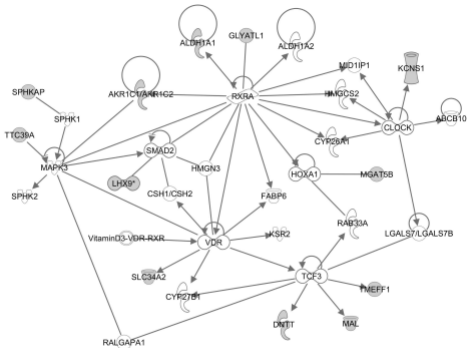 ALDH1A1
GLYATL1
ALDH1A2
MID1IP1
KCNS1
SPHKAP
AKR1C1/AKR1C2
RXRA
HMGCS2
SPHK1
CLOCK
ABCB10
TTC39A
CYP26A1
SMAD2
MAPK3
HMGN3
HOXA1
MGAT5B
LHX9*
SPHK2
CSH1/CSH2
FABP6
RAB33A
LGALS7/LGALS7B
VitaminD3-VDR-RXR
VDR
KSR2
SLC34A2
TCF3
CYP27B1
TMEFF1
DNTT
MAL
RALGAPA1